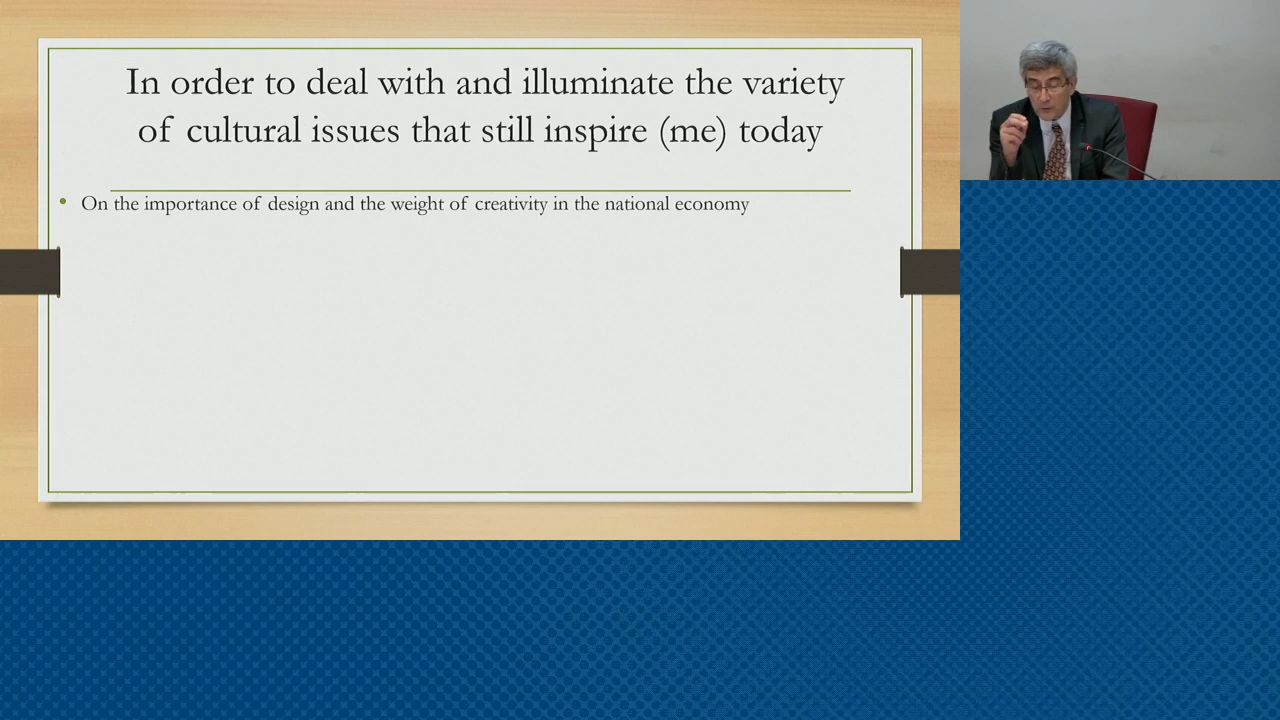 In order to deal with and illuminate the variety
of cultural issues that still inspire (me) today
• On the importance of design and the weight of creativity in the national economy